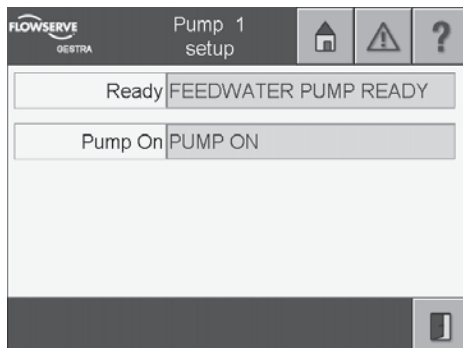 FLOWSERVE
GESTRA
Pump 1
setup
?
Ready FEEDWATER PUMP READY
Pump On PUMP ON